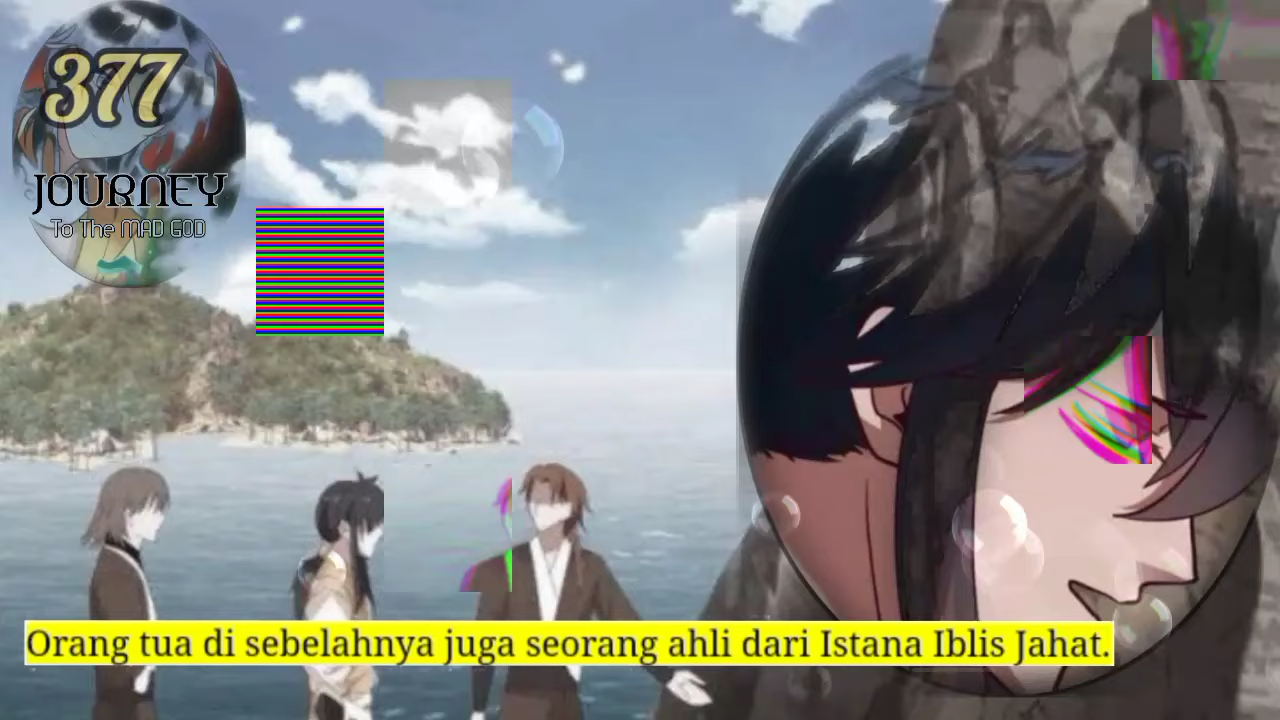 377
JOURNEY
To The MAD GOD
Orang tua di sebelahnya juga seorang ahli dari Istana Iblis Jahat.